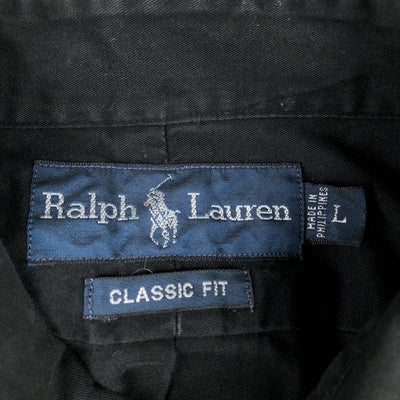 Ralph Lauren
MADE IN
PHILIPPINES
L
CLASSIC FIT